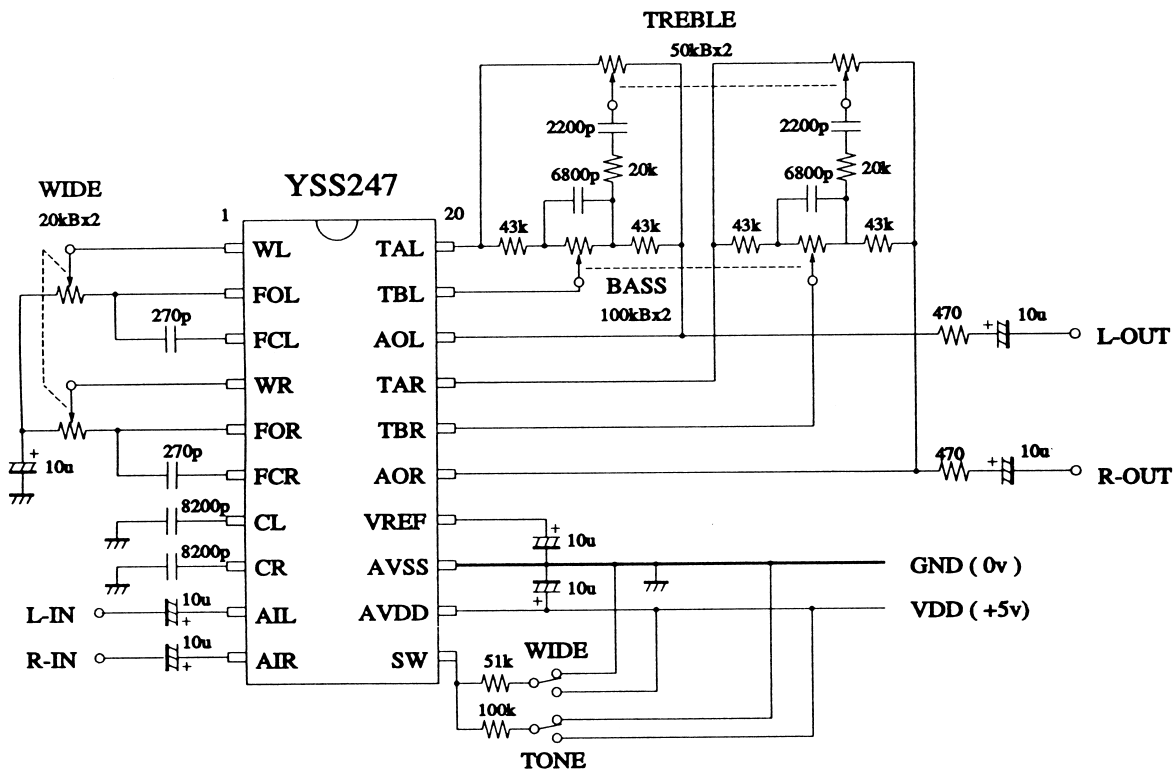 TREBLE
50kBx2
2200p
2200p
20k
20k
6800p
6800p
WIDE
20kBx2
YSS247
1
20
43k
43k
43k
43k
WL
TAL
FOL
TBL
BASS
100kBx2
270p
FCL
AOL
470
10u
+
L-OUT
WR
TAR
FOR
TBR
+
10u
270p
FCR
AOR
470
10u
+
R-OUT
8200p
CL
VREF
+
10u
8200p
CR
AVSS
GND ( 0v )
10u
+
L-IN
10u
+
AIL
AVDD
VDD ( +5v)
R-IN
10u
+
AIR
SW
WIDE
51k
100k
TONE